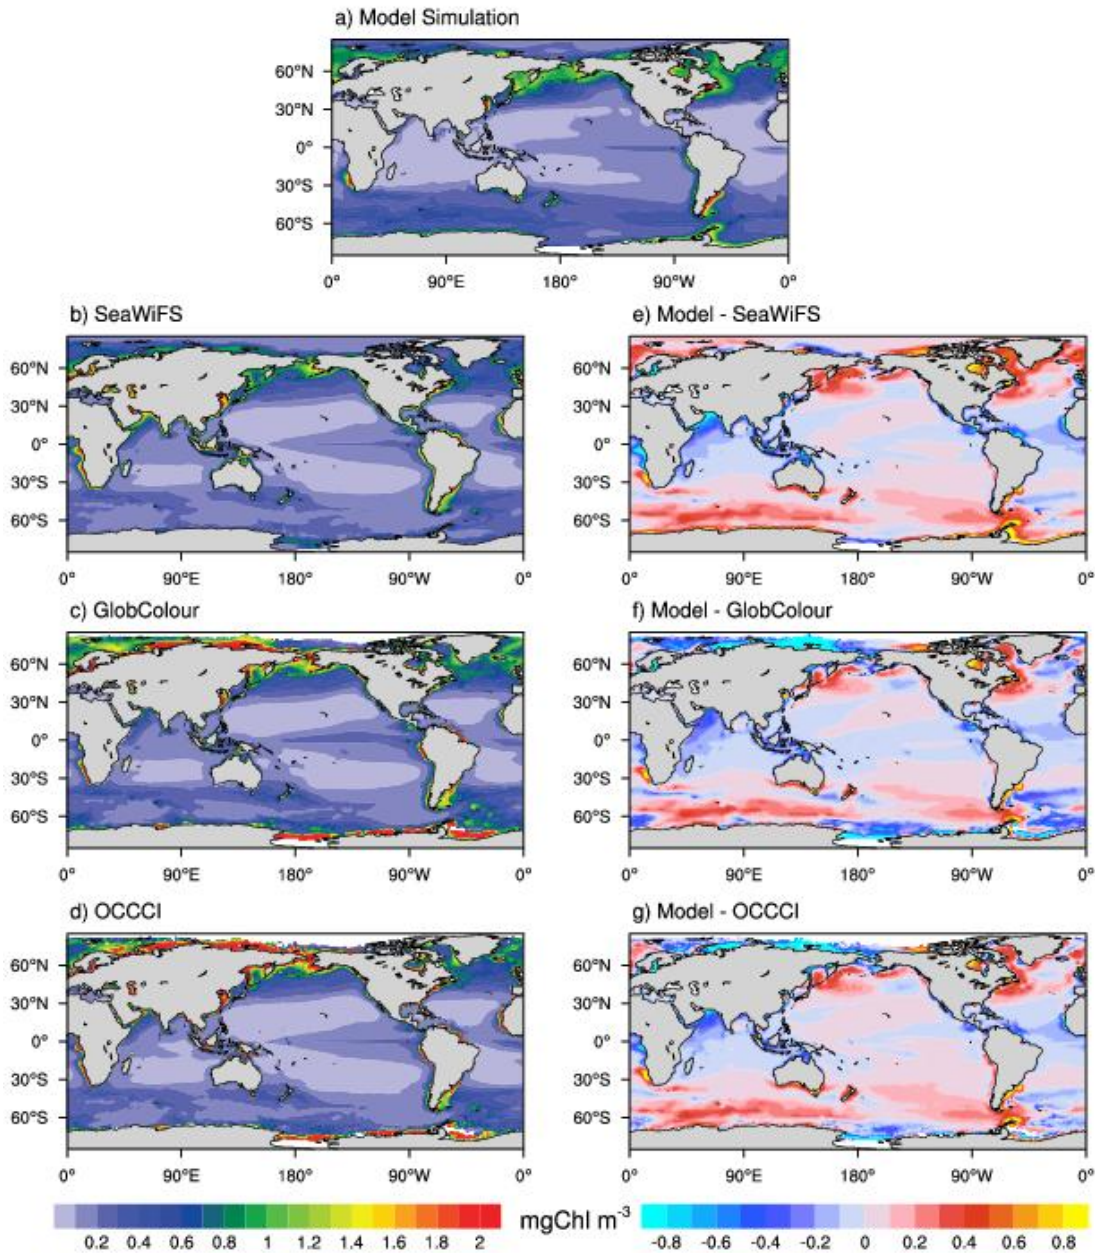 a) Model Simulation
60°N
30°N
0°
30°S
60°S
0° 90°E 180° 90°W 0°
b) SeaWiFS
60°N
30°N
0°
30°S
60°S
0° 90°E 180° 90°W 0°
e) Model - SeaWiFS
60°N
30°N
0°
30°S
60°S
0° 90°E 180° 90°W 0°
c) GlobColour
60°N
30°N
0°
30°S
60°S
0° 90°E 180° 90°W 0°
f) Model - GlobColour
60°N
30°N
0°
30°S
60°S
0° 90°E 180° 90°W 0°
d) OCCCI
60°N
30°N
0°
30°S
60°S
0° 90°E 180° 90°W 0°
g) Model - OCCCI
60°N
30°N
0°
30°S
60°S
0° 90°E 180° 90°W 0°
0.2 0.4 0.6 0.8 1 1.2 1.4 1.6 1.8 2
mgChl m⁻³
-0.8 -0.6 -0.4 -0.2 0 0.2 0.4 0.6 0.8